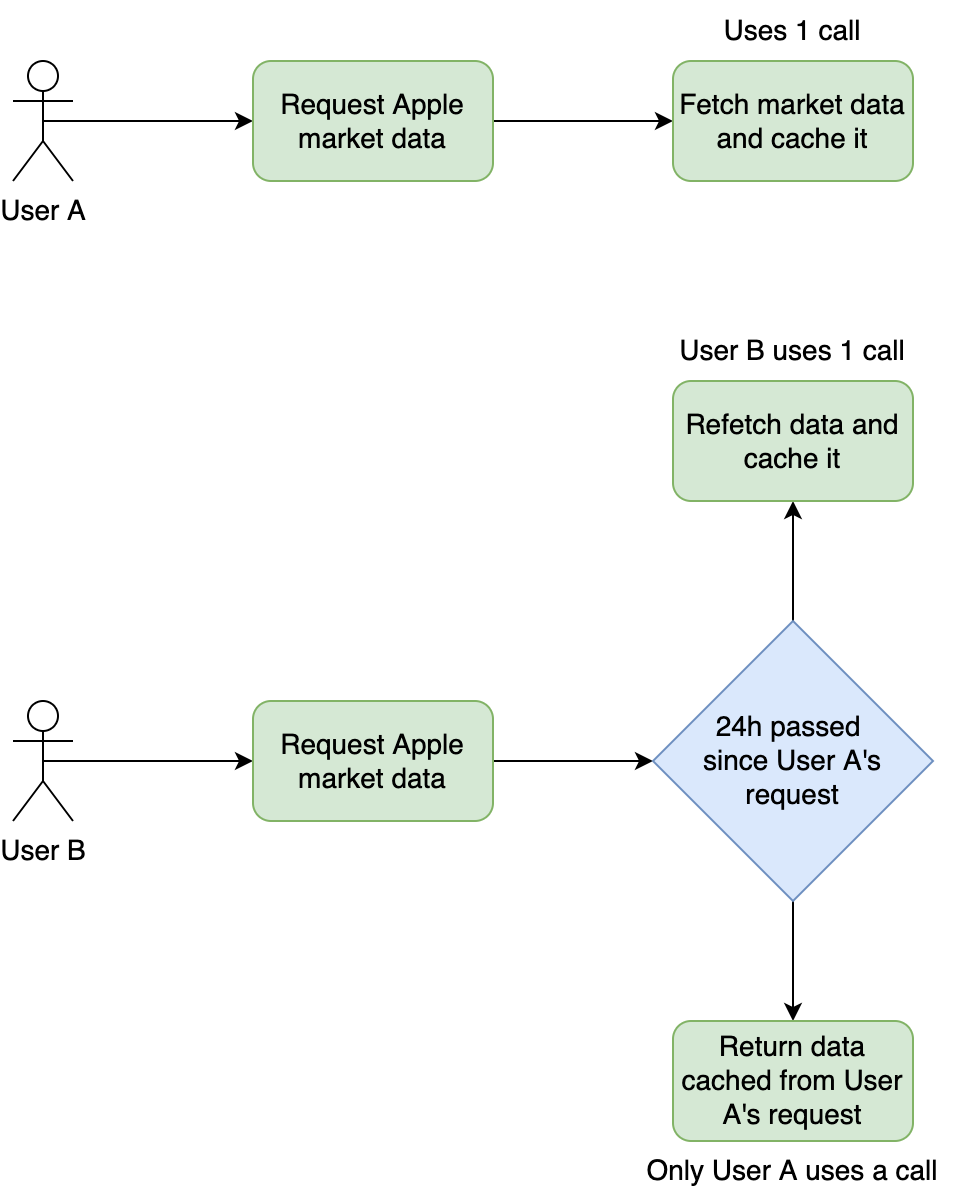 Uses 1 call
Request Apple
market data
Fetch market data
and cache it
User A
User B uses 1 call
Refetch data and
cache it
Request Apple
market data
24h passed
since User A's
request
User B
Return data
cached from User
A's request
Only User A uses a call